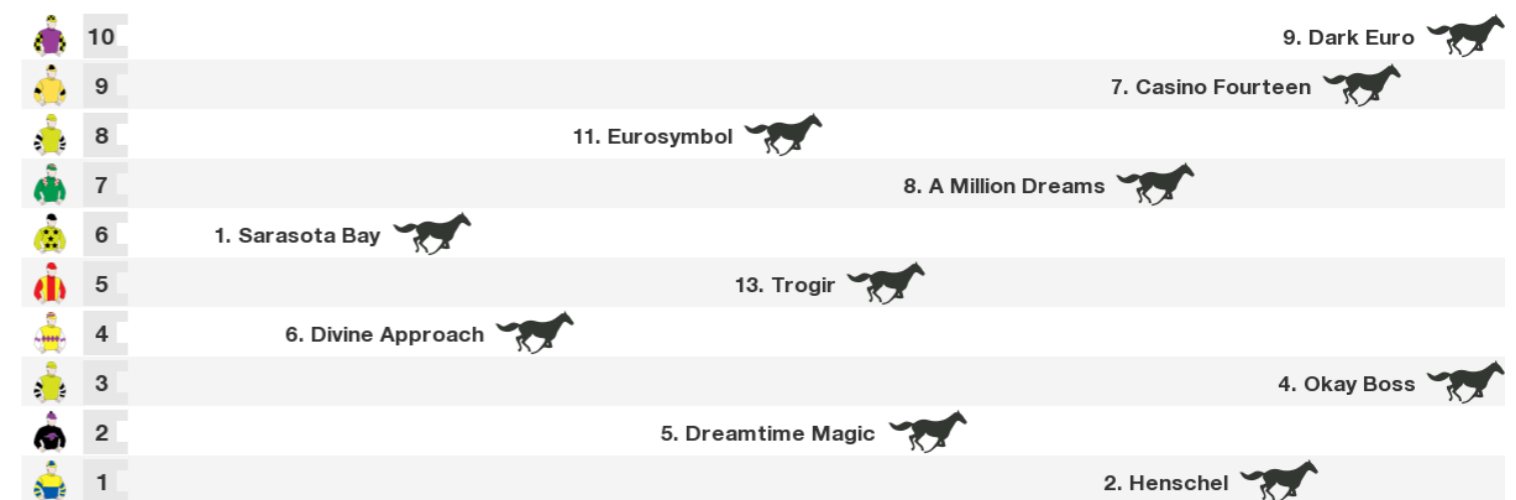 10 9. Dark Euro
9 7. Casino Fourteen
8 11. Eurosymbol
7 8. A Million Dreams
6 1. Sarasota Bay
5 13. Trogir
4 6. Divine Approach
3 4. Okay Boss
2 5. Dreamtime Magic
1 2. Henschel